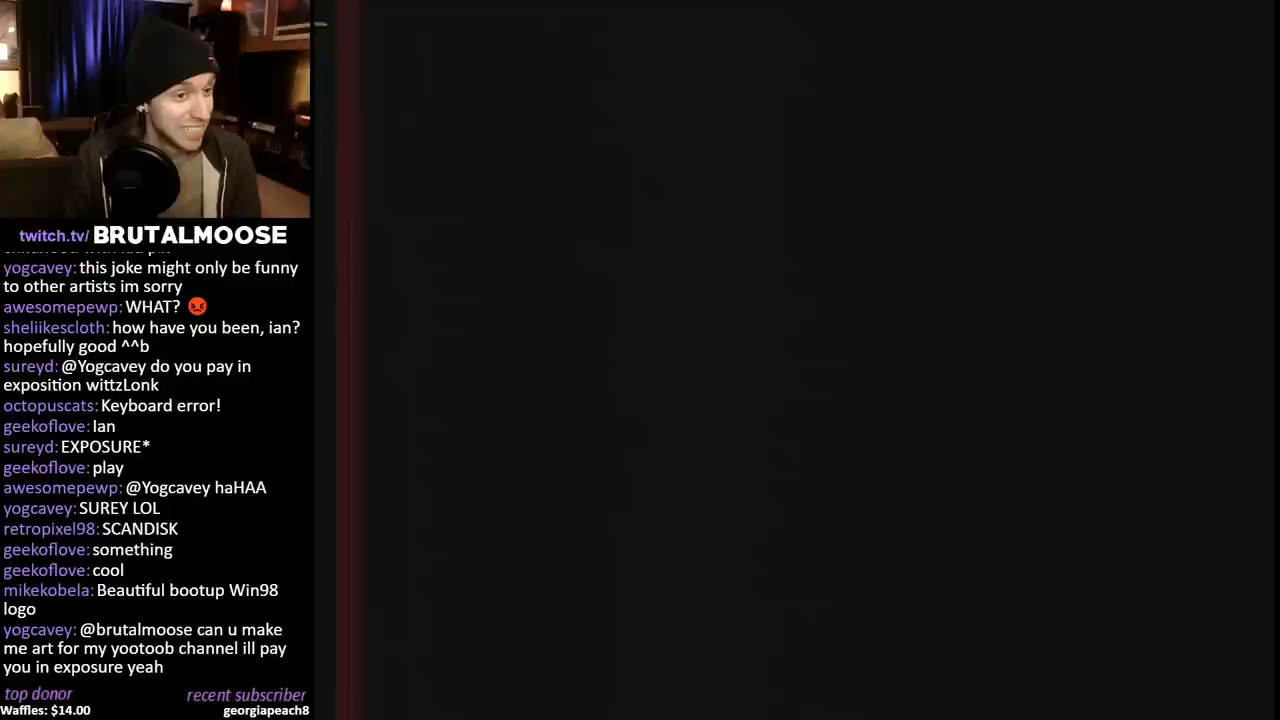 twitch.tv/ BRUTALMOOSE
yogcavey: this joke might only be funny
to other artists im sorry
awesomepewp: WHAT? 😡
sheliikescloth: how have you been, ian?
hopefully good ^^b
sureyd: @Yogcavey do you pay in
exposition wittzLonk
octopuscats: Keyboard error!
geekoflove: Ian
sureyd: EXPOSURE*
geekoflove: play
awesomepewp: @Yogcavey haHAA
yogcavey: SUREY LOL
retropixel98: SCANDISK
geekoflove: something
geekoflove: cool
mikekobela: Beautiful bootup Win98
logo
yogcavey: @brutalmoose can u make
me art for my yootoob channel ill pay
you in exposure yeah
top donor recent subscriber
Waffles: $14.00 georgiapeach8